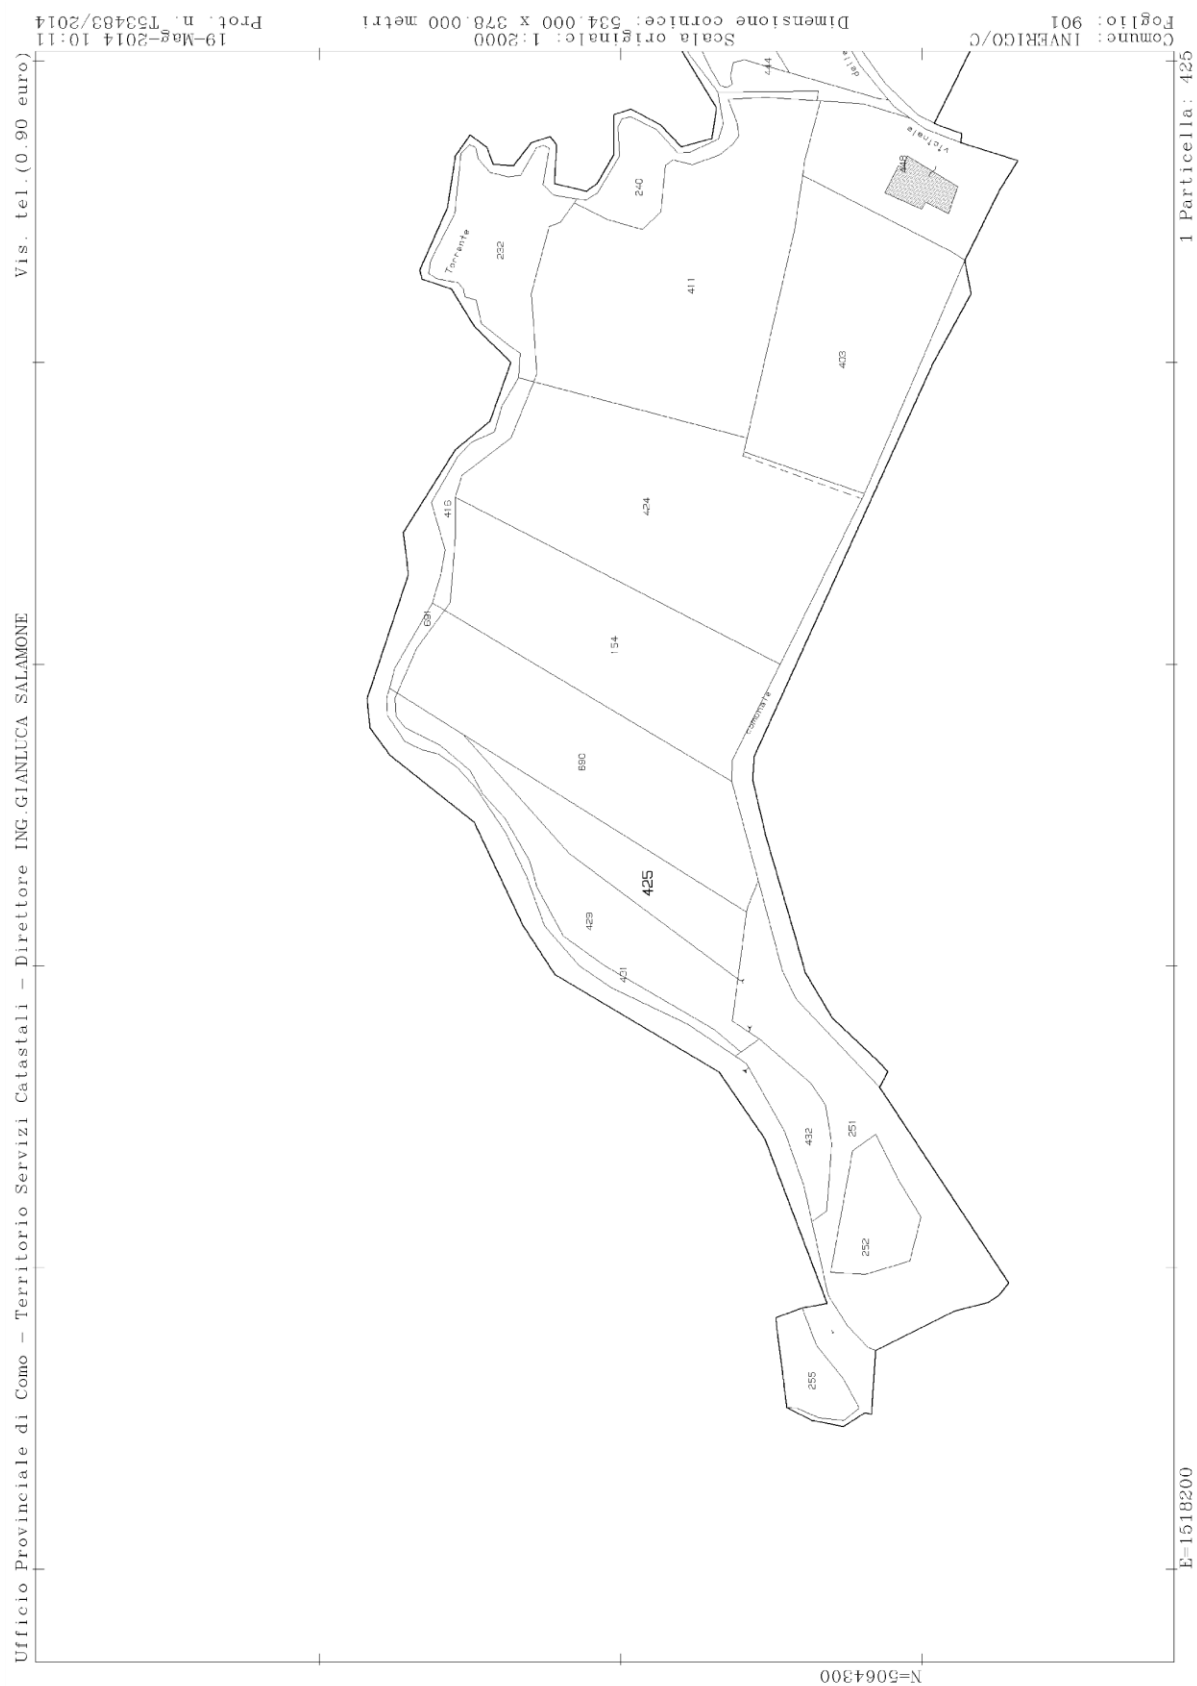 Ufficio Provinciale di Como - Territorio Servizi Catastali - Direttore ING.GIANLUCA SALAMONE
Vis. tel.(0.90 euro)
N=5064300
E=1518200
1 Particella: 425
Comune: INVERIGO/C
Foglio: 901
Scala originale: 1:2000
Dimensione cornice: 534.000 x 378.000 metri
19-Mag-2014 10:11
Prot. n. T53483/2014
255
252
251
432
421
429
425
690
154
691
416
424
403
411
232
Torrente
240
444
delle
vicinale
448
comunale